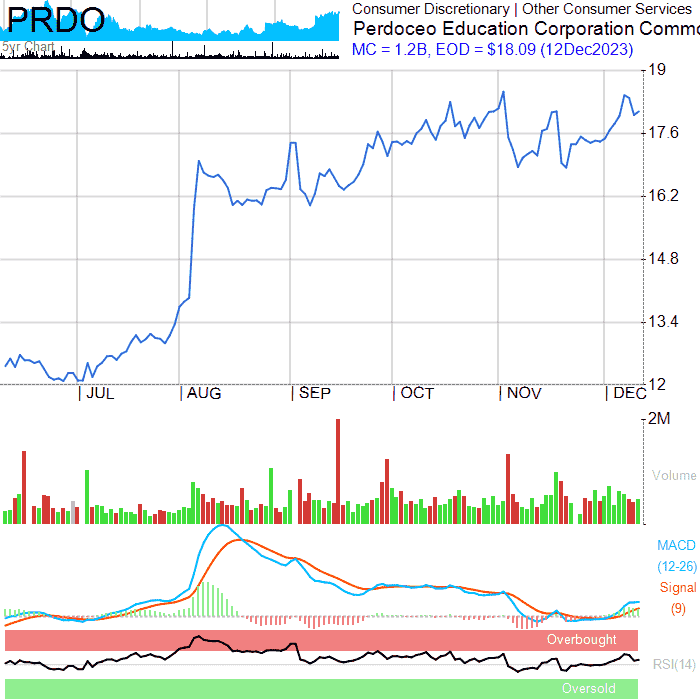 PRDO
5yr Chart
Consumer Discretionary | Other Consumer Services
Perdoceo Education Corporation Commo
MC = 1.2B, EOD = $18.09 (12Dec2023)
19
17.6
16.2
14.8
13.4
12
JUL AUG SEP OCT NOV DEC
2M
Volume
MACD
(12-26)
Signal
(9)
Overbought
RSI(14)
Oversold